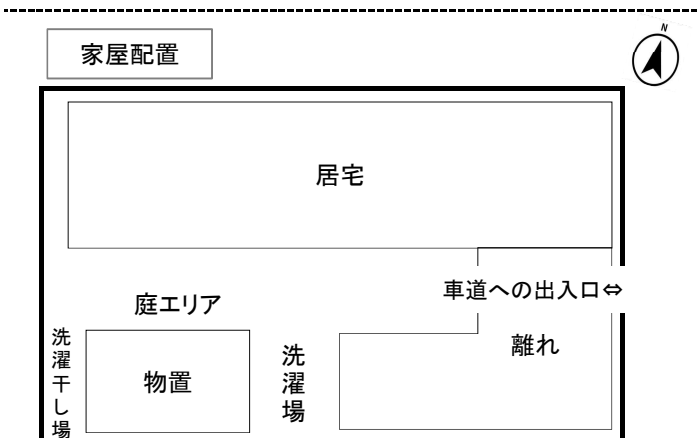 家屋配置
N
居宅
車道への出入口⇔
庭エリア
離れ
洗濯干し場
物置
洗濯場